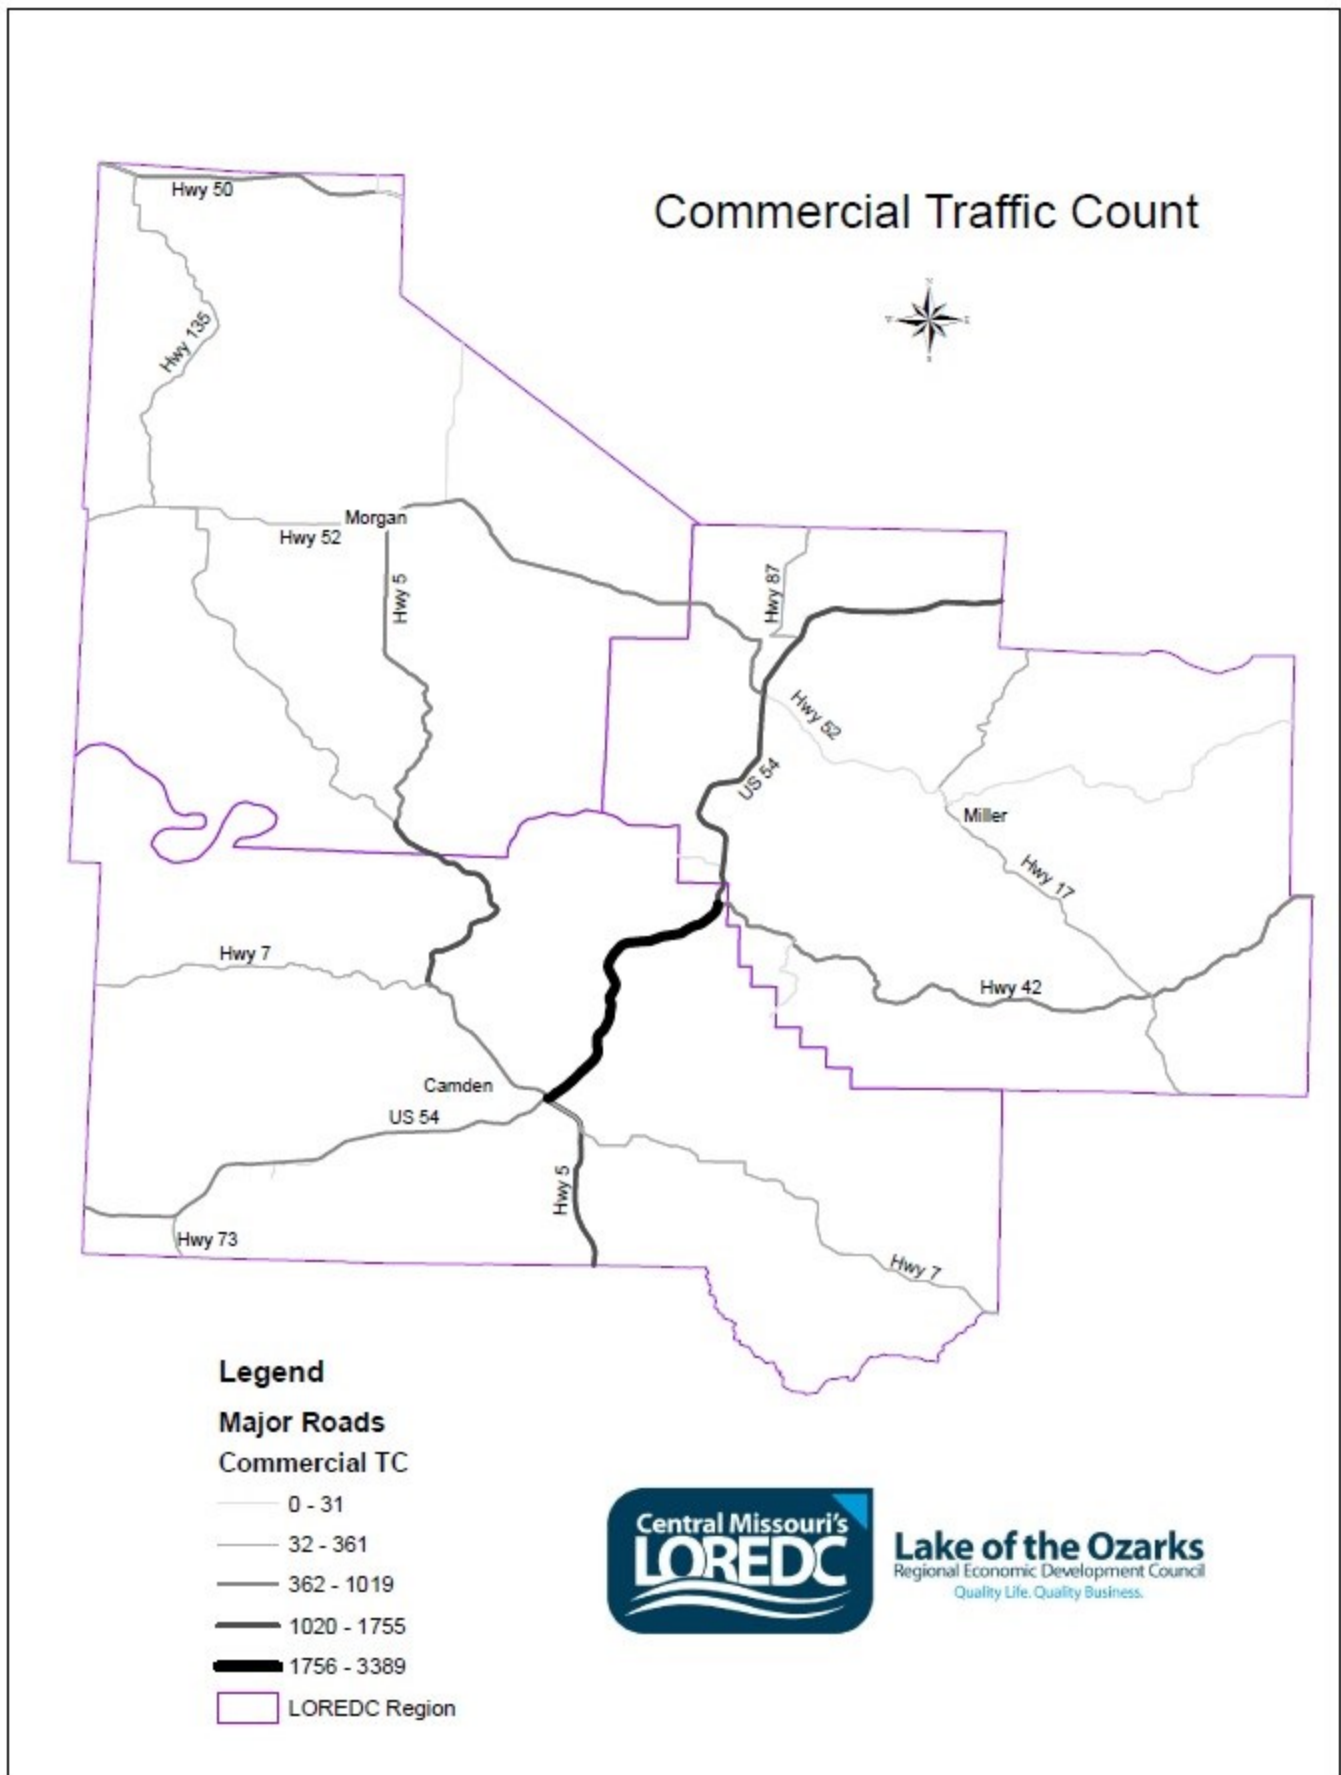 Commercial Traffic Count
Hwy 50
Hwy 135
Morgan
Hwy 52
Hwy 5
Hwy 87
Hwy 52
US 54
Miller
Hwy 17
Hwy 7
Hwy 42
Camden
US 54
Hwy 5
Hwy 73
Hwy 7
Legend
Major Roads
Commercial TC
0 - 31
32 - 361
362 - 1019
1020 - 1755
1756 - 3389
LOREDC Region
Central Missouri's
LOREDC
Lake of the Ozarks
Regional Economic Development Council
Quality Life. Quality Business.